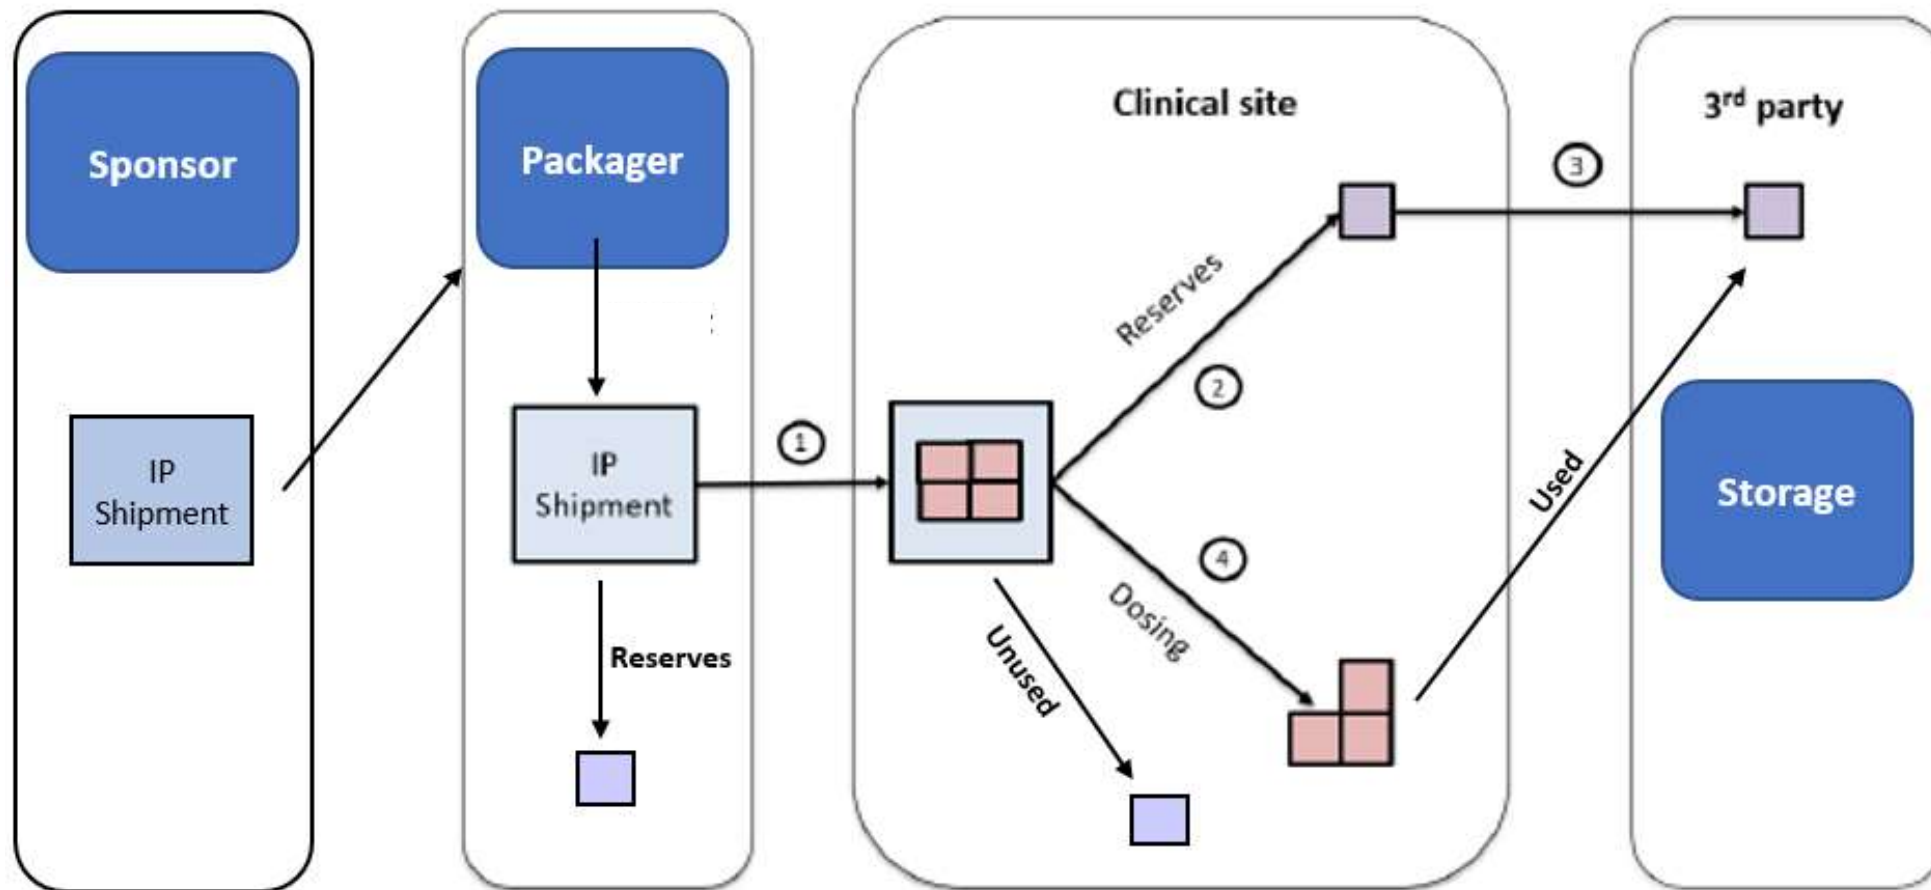 Sponsor
IP
Shipment
Packager
:
IP
Shipment
Reserves
1
Clinical site
Reserves
2
4
Dosing
Unused
3
Used
3rd party
Storage